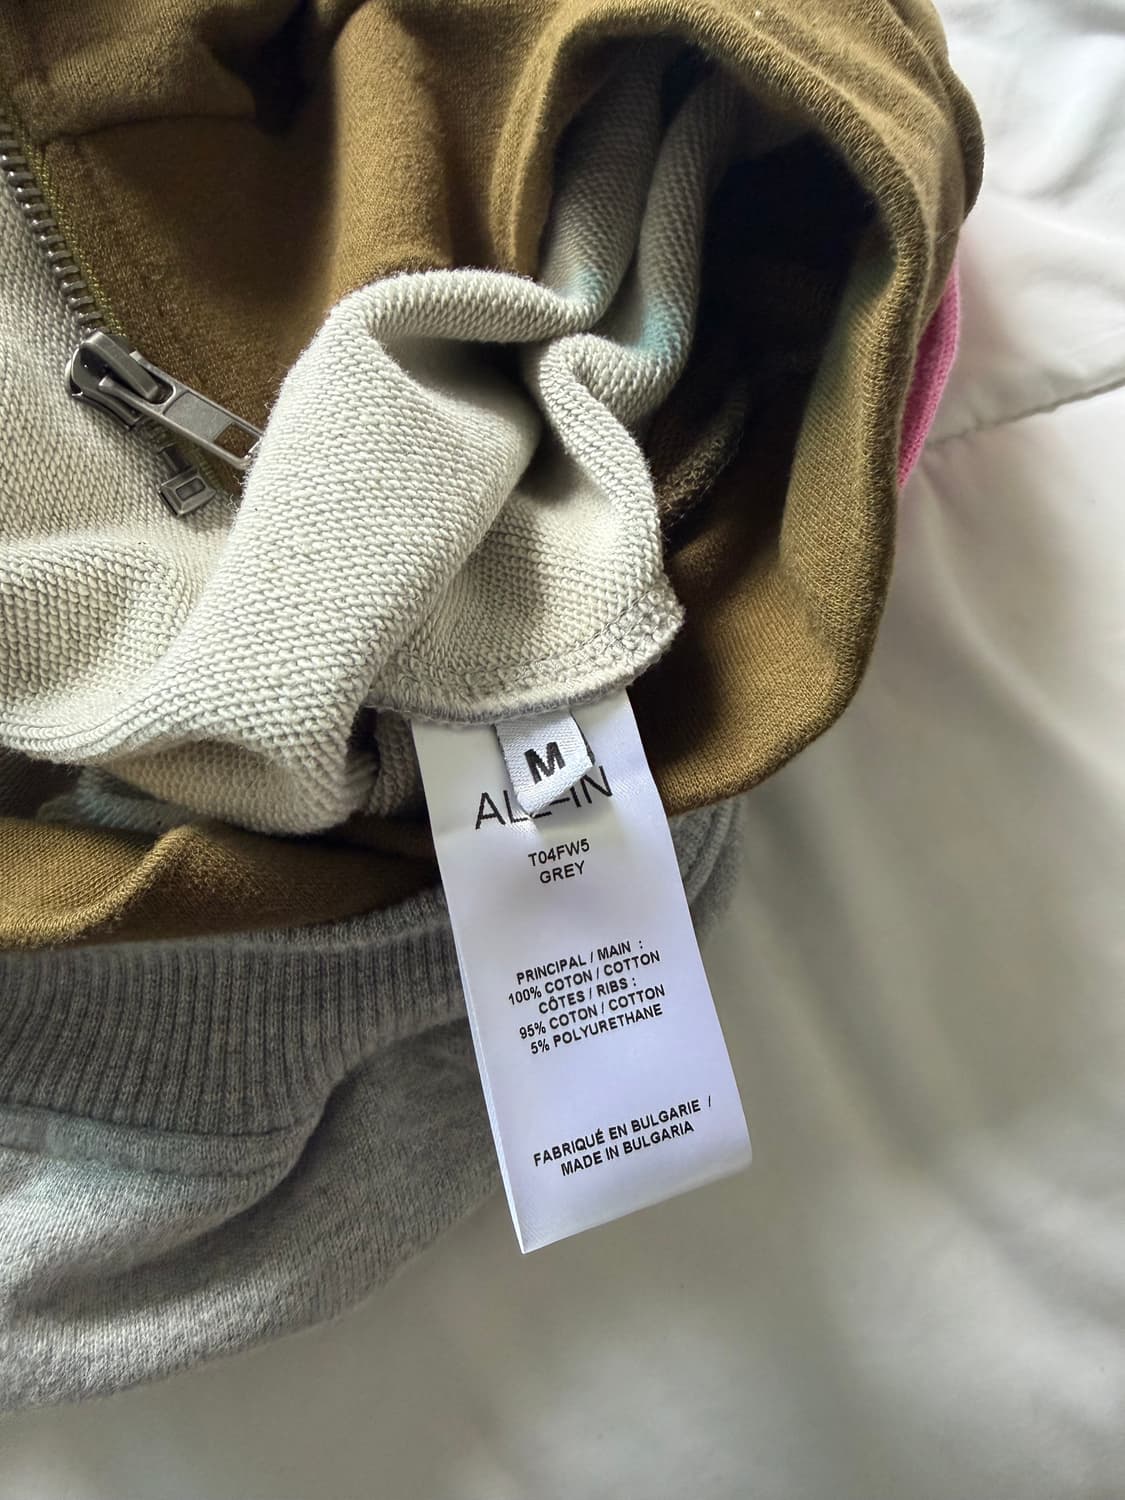 M
ALL-IN
T04FW5
GREY
PRINCIPAL / MAIN :
100% COTON / COTTON
CÔTES / RIBS :
95% COTON / COTTON
5% POLYURETHANE
FABRIQUÉ EN BULGARIE /
MADE IN BULGARIA